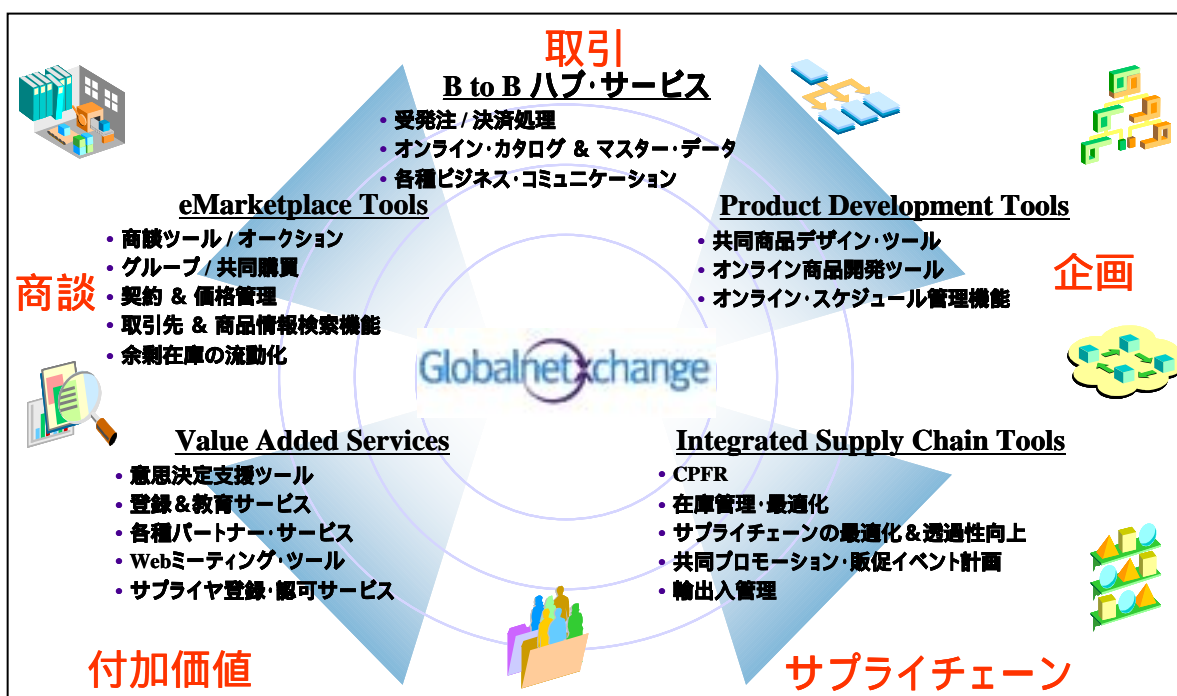 取引
B to B ハブ・サービス
• 受発注 / 決済処理
• オンライン・カタログ & マスター・データ
• 各種ビジネス・コミュニケーション
eMarketplace Tools
• 商談ツール / オークション
• グループ / 共同購買
• 契約 & 価格管理
• 取引先 & 商品情報検索機能
• 余剰在庫の流動化
商談
Product Development Tools
• 共同商品デザイン・ツール
• オンライン商品開発ツール
• オンライン・スケジュール管理機能
企画
Globalnetxchange
Value Added Services
• 意思決定支援ツール
• 登録＆教育サービス
• 各種パートナー・サービス
• Webミーティング・ツール
• サプライヤ登録・認可サービス
付加価値
Integrated Supply Chain Tools
• CPFR
• 在庫管理・最適化
• サプライチェーンの最適化＆透過性向上
• 共同プロモーション・販促イベント計画
• 輸出入管理
サプライチェーン